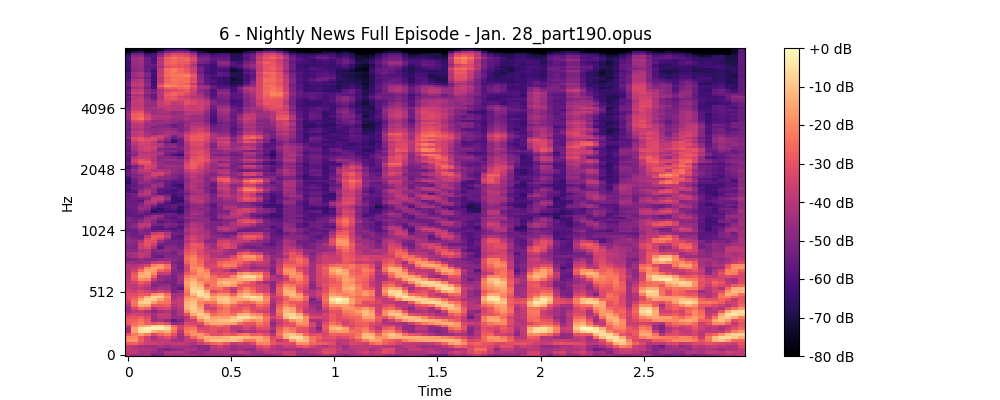 6 - Nightly News Full Episode - Jan. 28_part190.opus
Hz
4096
2048
1024
512
0
0
0.5
1
1.5
2
2.5
Time
+0 dB
-10 dB
-20 dB
-30 dB
-40 dB
-50 dB
-60 dB
-70 dB
-80 dB